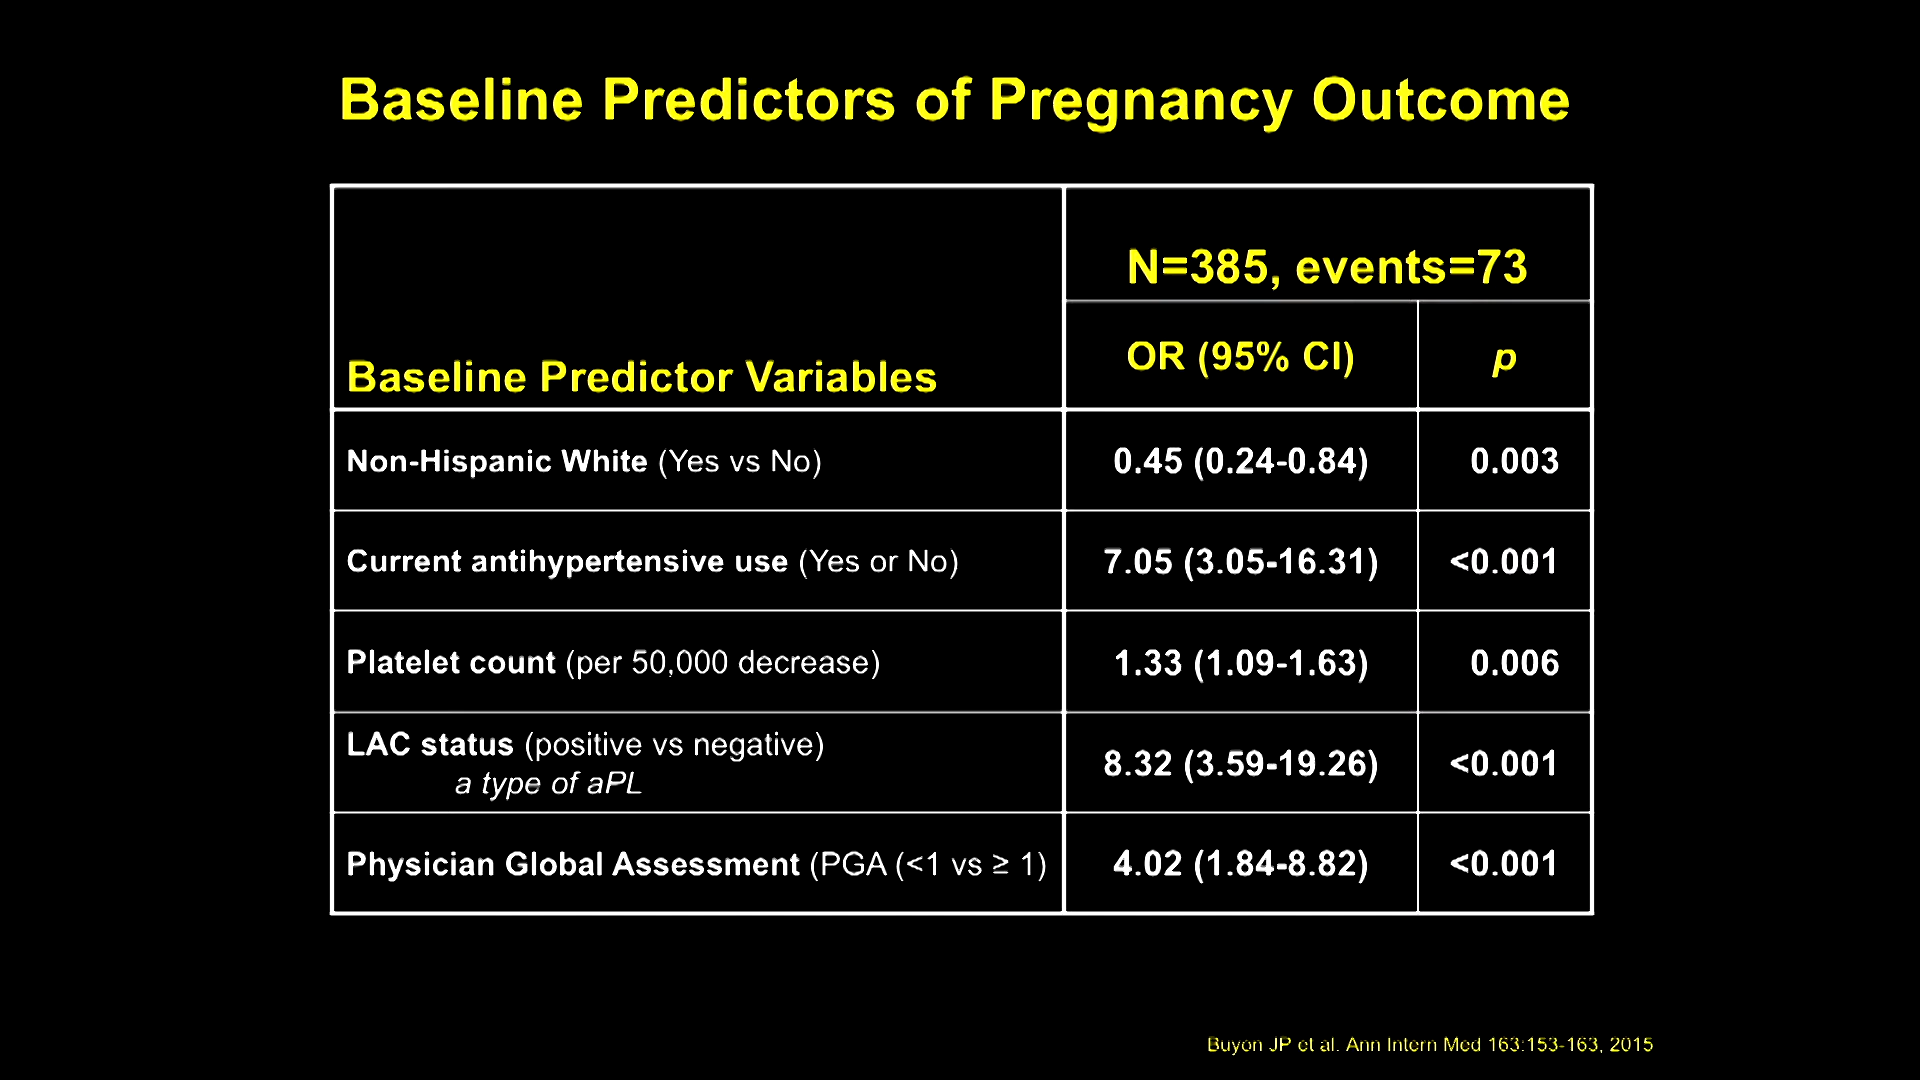 Baseline Predictors of Pregnancy Outcome
N=385, events=73
Baseline Predictor Variables
OR (95% CI)
p
Non-Hispanic White (Yes vs No)
0.45 (0.24-0.84)
0.003
Current antihypertensive use (Yes or No)
7.05 (3.05-16.31)
<0.001
Platelet count (per 50,000 decrease)
1.33 (1.09-1.63)
0.006
LAC status (positive vs negative)
a type of aPL
8.32 (3.59-19.26)
<0.001
Physician Global Assessment (PGA (<1 vs ≥ 1)
4.02 (1.84-8.82)
<0.001
Buyon JP et al. Ann Intern Med 163:153-163, 2015